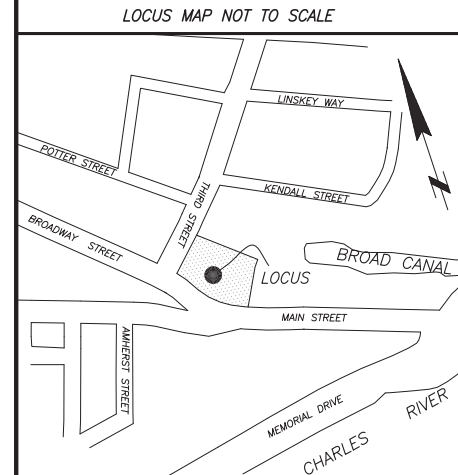 LOCUS MAP NOT TO SCALE
LINSKEY WAY
POTTER STREET
KENDALL STREET
THIRD STREET
BROADWAY STREET
BROAD CANAL
LOCUS
MAIN STREET
AMHERST STREET
MEMORIAL DRIVE
CHARLES RIVER